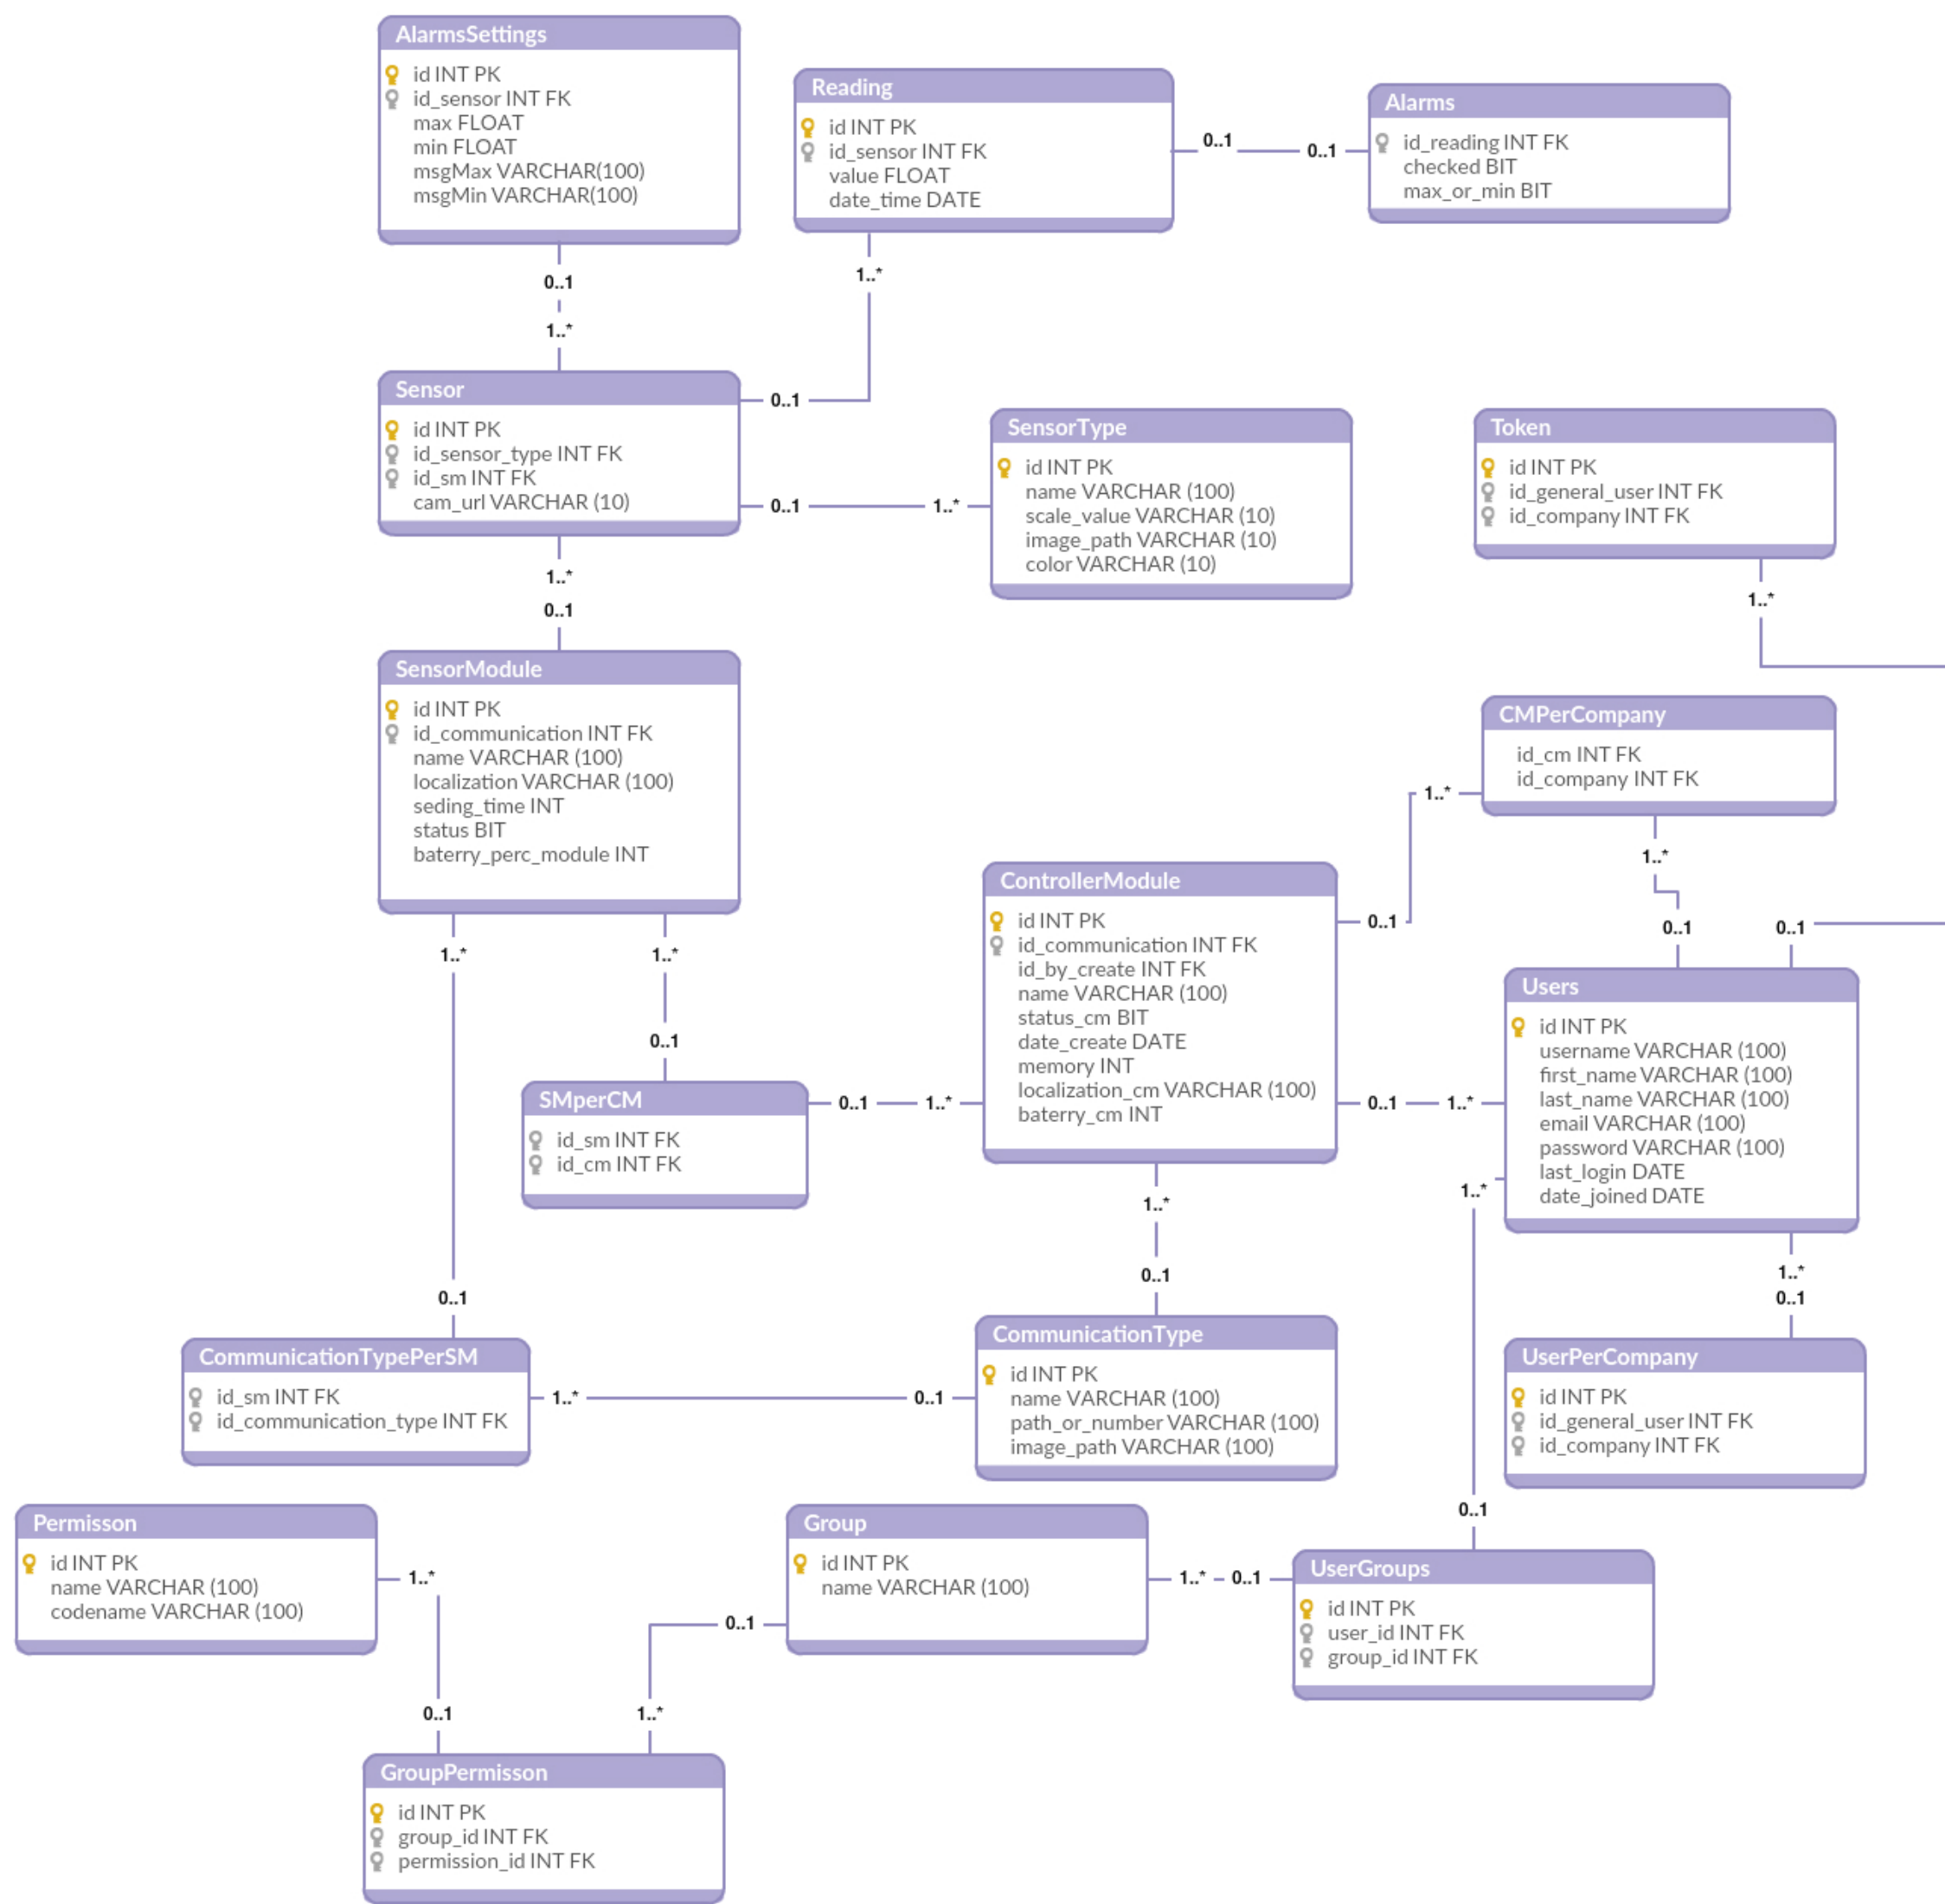 AlarmsSettings
id INT PK
id_sensor INT FK
max FLOAT
min FLOAT
msgMax VARCHAR(100)
msgMin VARCHAR(100)
Reading
id INT PK
id_sensor INT FK
value FLOAT
date_time DATE
0..1
0..1
Alarms
id_reading INT FK
checked BIT
max_or_min BIT
0..1
1..*
1..*
0..1
Sensor
id INT PK
id_sensor_type INT FK
id_sm INT FK
cam_url VARCHAR (10)
0..1
1..*
SensorType
id INT PK
name VARCHAR (100)
scale_value VARCHAR (10)
image_path VARCHAR (10)
color VARCHAR (10)
Token
id INT PK
id_general_user INT FK
id_company INT FK
1..*
1..*
0..1
SensorModule
id INT PK
id_communication INT FK
name VARCHAR (100)
localization VARCHAR (100)
seding_time INT
status BIT
baterry_perc_module INT
CMPerCompany
id_cm INT FK
id_company INT FK
1..*
0..1
1..*
0..1
0..1
ControllerModule
id INT PK
id_communication INT FK
id_by_create INT FK
name VARCHAR (100)
status_cm BIT
date_create DATE
memory INT
localization_cm VARCHAR (100)
baterry_cm INT
Users
id INT PK
username VARCHAR (100)
first_name VARCHAR (100)
last_name VARCHAR (100)
email VARCHAR (100)
password VARCHAR (100)
last_login DATE
date_joined DATE
1..*
1..*
0..1
SMperCM
id_sm INT FK
id_cm INT FK
0..1
1..*
0..1
1..*
1..*
1..*
0..1
1..*
0..1
0..1
CommunicationTypePerSM
id_sm INT FK
id_communication_type INT FK
1..*
0..1
CommunicationType
id INT PK
name VARCHAR (100)
path_or_number VARCHAR (100)
image_path VARCHAR (100)
UserPerCompany
id INT PK
id_general_user INT FK
id_company INT FK
0..1
Permisson
id INT PK
name VARCHAR (100)
codename VARCHAR (100)
1..*
Group
id INT PK
name VARCHAR (100)
1..*
0..1
UserGroups
id INT PK
user_id INT FK
group_id INT FK
0..1
0..1
1..*
GroupPermisson
id INT PK
group_id INT FK
permission_id INT FK